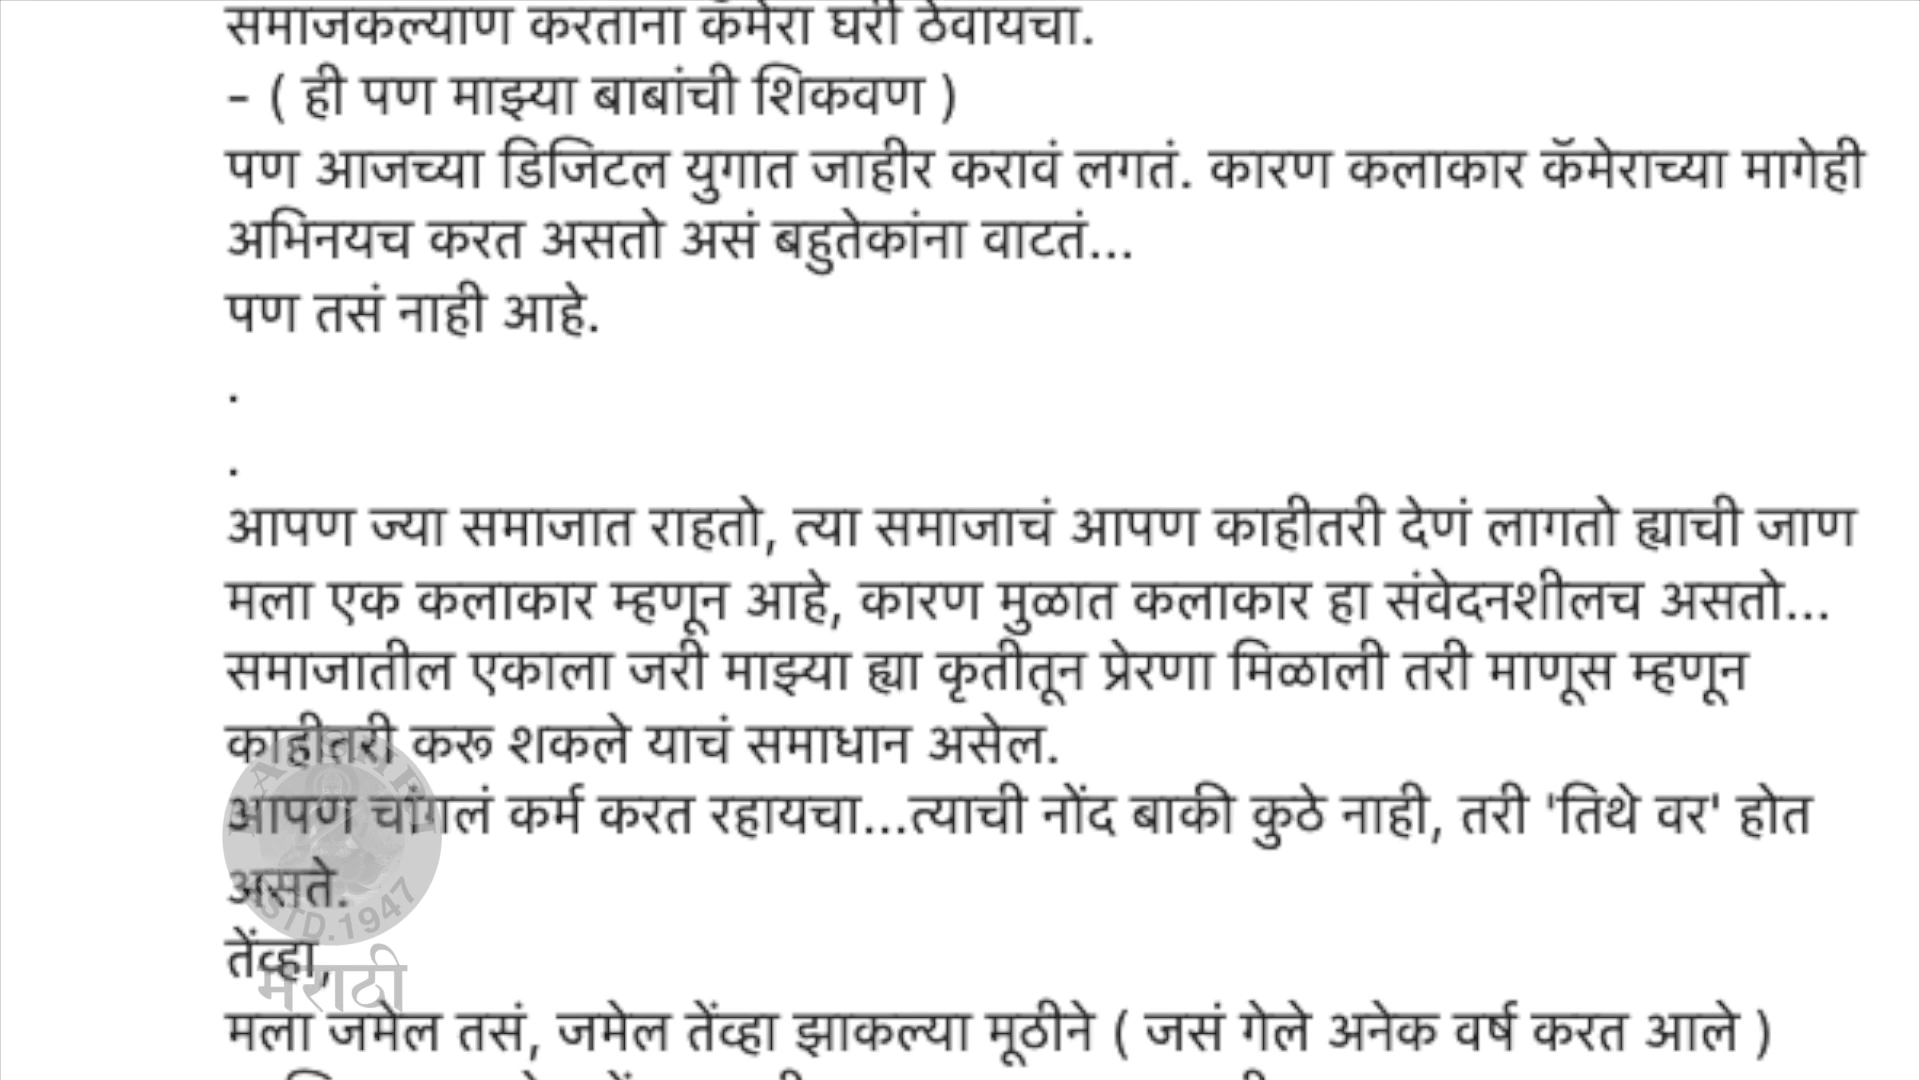 समाजकल्याण करताना कॅमेरा घरी ठेवायचा.
- ( ही पण माझ्या बाबांची शिकवण )
पण आजच्या डिजिटल युगात जाहीर करावं लगतं. कारण कलाकार कॅमेराच्या मागेही
अभिनयच करत असतो असं बहुतेकांना वाटतं...
पण तसं नाही आहे.
.
.
आपण ज्या समाजात राहतो, त्या समाजाचं आपण काहीतरी देणं लागतो ह्याची जाण
मला एक कलाकार म्हणून आहे, कारण मुळात कलाकार हा संवेदनशीलच असतो...
समाजातील एकाला जरी माझ्या ह्या कृतीतून प्रेरणा मिळाली तरी माणूस म्हणून
काहीतरी करू शकले याचं समाधान असेल.
आपण चांगलं कर्म करत रहायचा...त्याची नोंद बाकी कुठे नाही, तरी 'तिथे वर' होत
असते.
STD.1947
तेंव्हा,
मराठी
मला जमेल तसं, जमेल तेंव्हा झाकल्या मूठीने ( जसं गेले अनेक वर्ष करत आले )